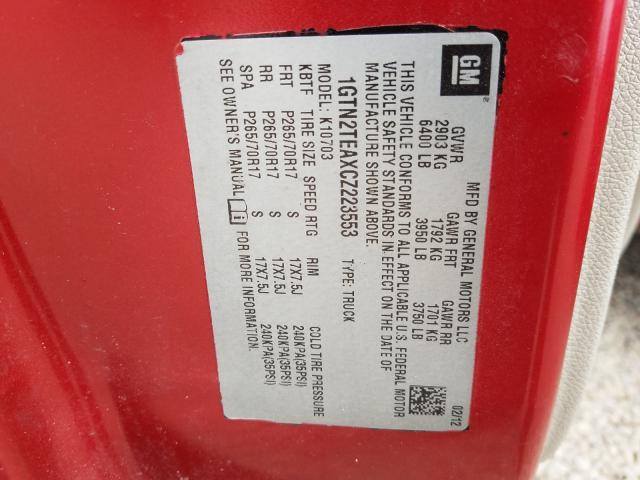 GM
MFD BY GENERAL MOTORS LLC
02/12
GVWR GAWR FRT GAWR RR
2903 KG 1792 KG 1701 KG
6400 LB 3950 LB 3750 LB
THIS VEHICLE CONFORMS TO ALL APPLICABLE U.S. FEDERAL MOTOR
VEHICLE SAFETY STANDARDS IN EFFECT ON THE DATE OF
MANUFACTURE SHOWN ABOVE.
1GTN2TEAXCZ223553 TYPE: TRUCK
MODEL: K10703
KBTF TIRE SIZE SPEED RTG RIM COLD TIRE PRESSURE
FRT P265/70R17 S 17X7.5J 240KPA(35PSI)
RR P265/70R17 S 17X7.5J 240KPA(35PSI)
SPA P265/70R17 S 17X7.5J 240KPA(35PSI)
SEE OWNER'S MANUAL FOR MORE INFORMATION.